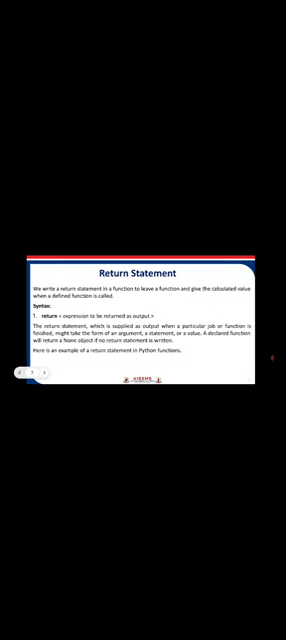 Return Statement
We write a return statement in a function to leave a function and give the calculated value
when a defined function is called.
Syntax:
1. return < expression to be returned as output >
The return statement, which is supplied as output when a particular job or function is
finished, might take the form of an argument, a statement, or a value. A declared function
will return a None object if no return statement is written.
Here is an example of a return statement in Python functions.
7
AISSMS